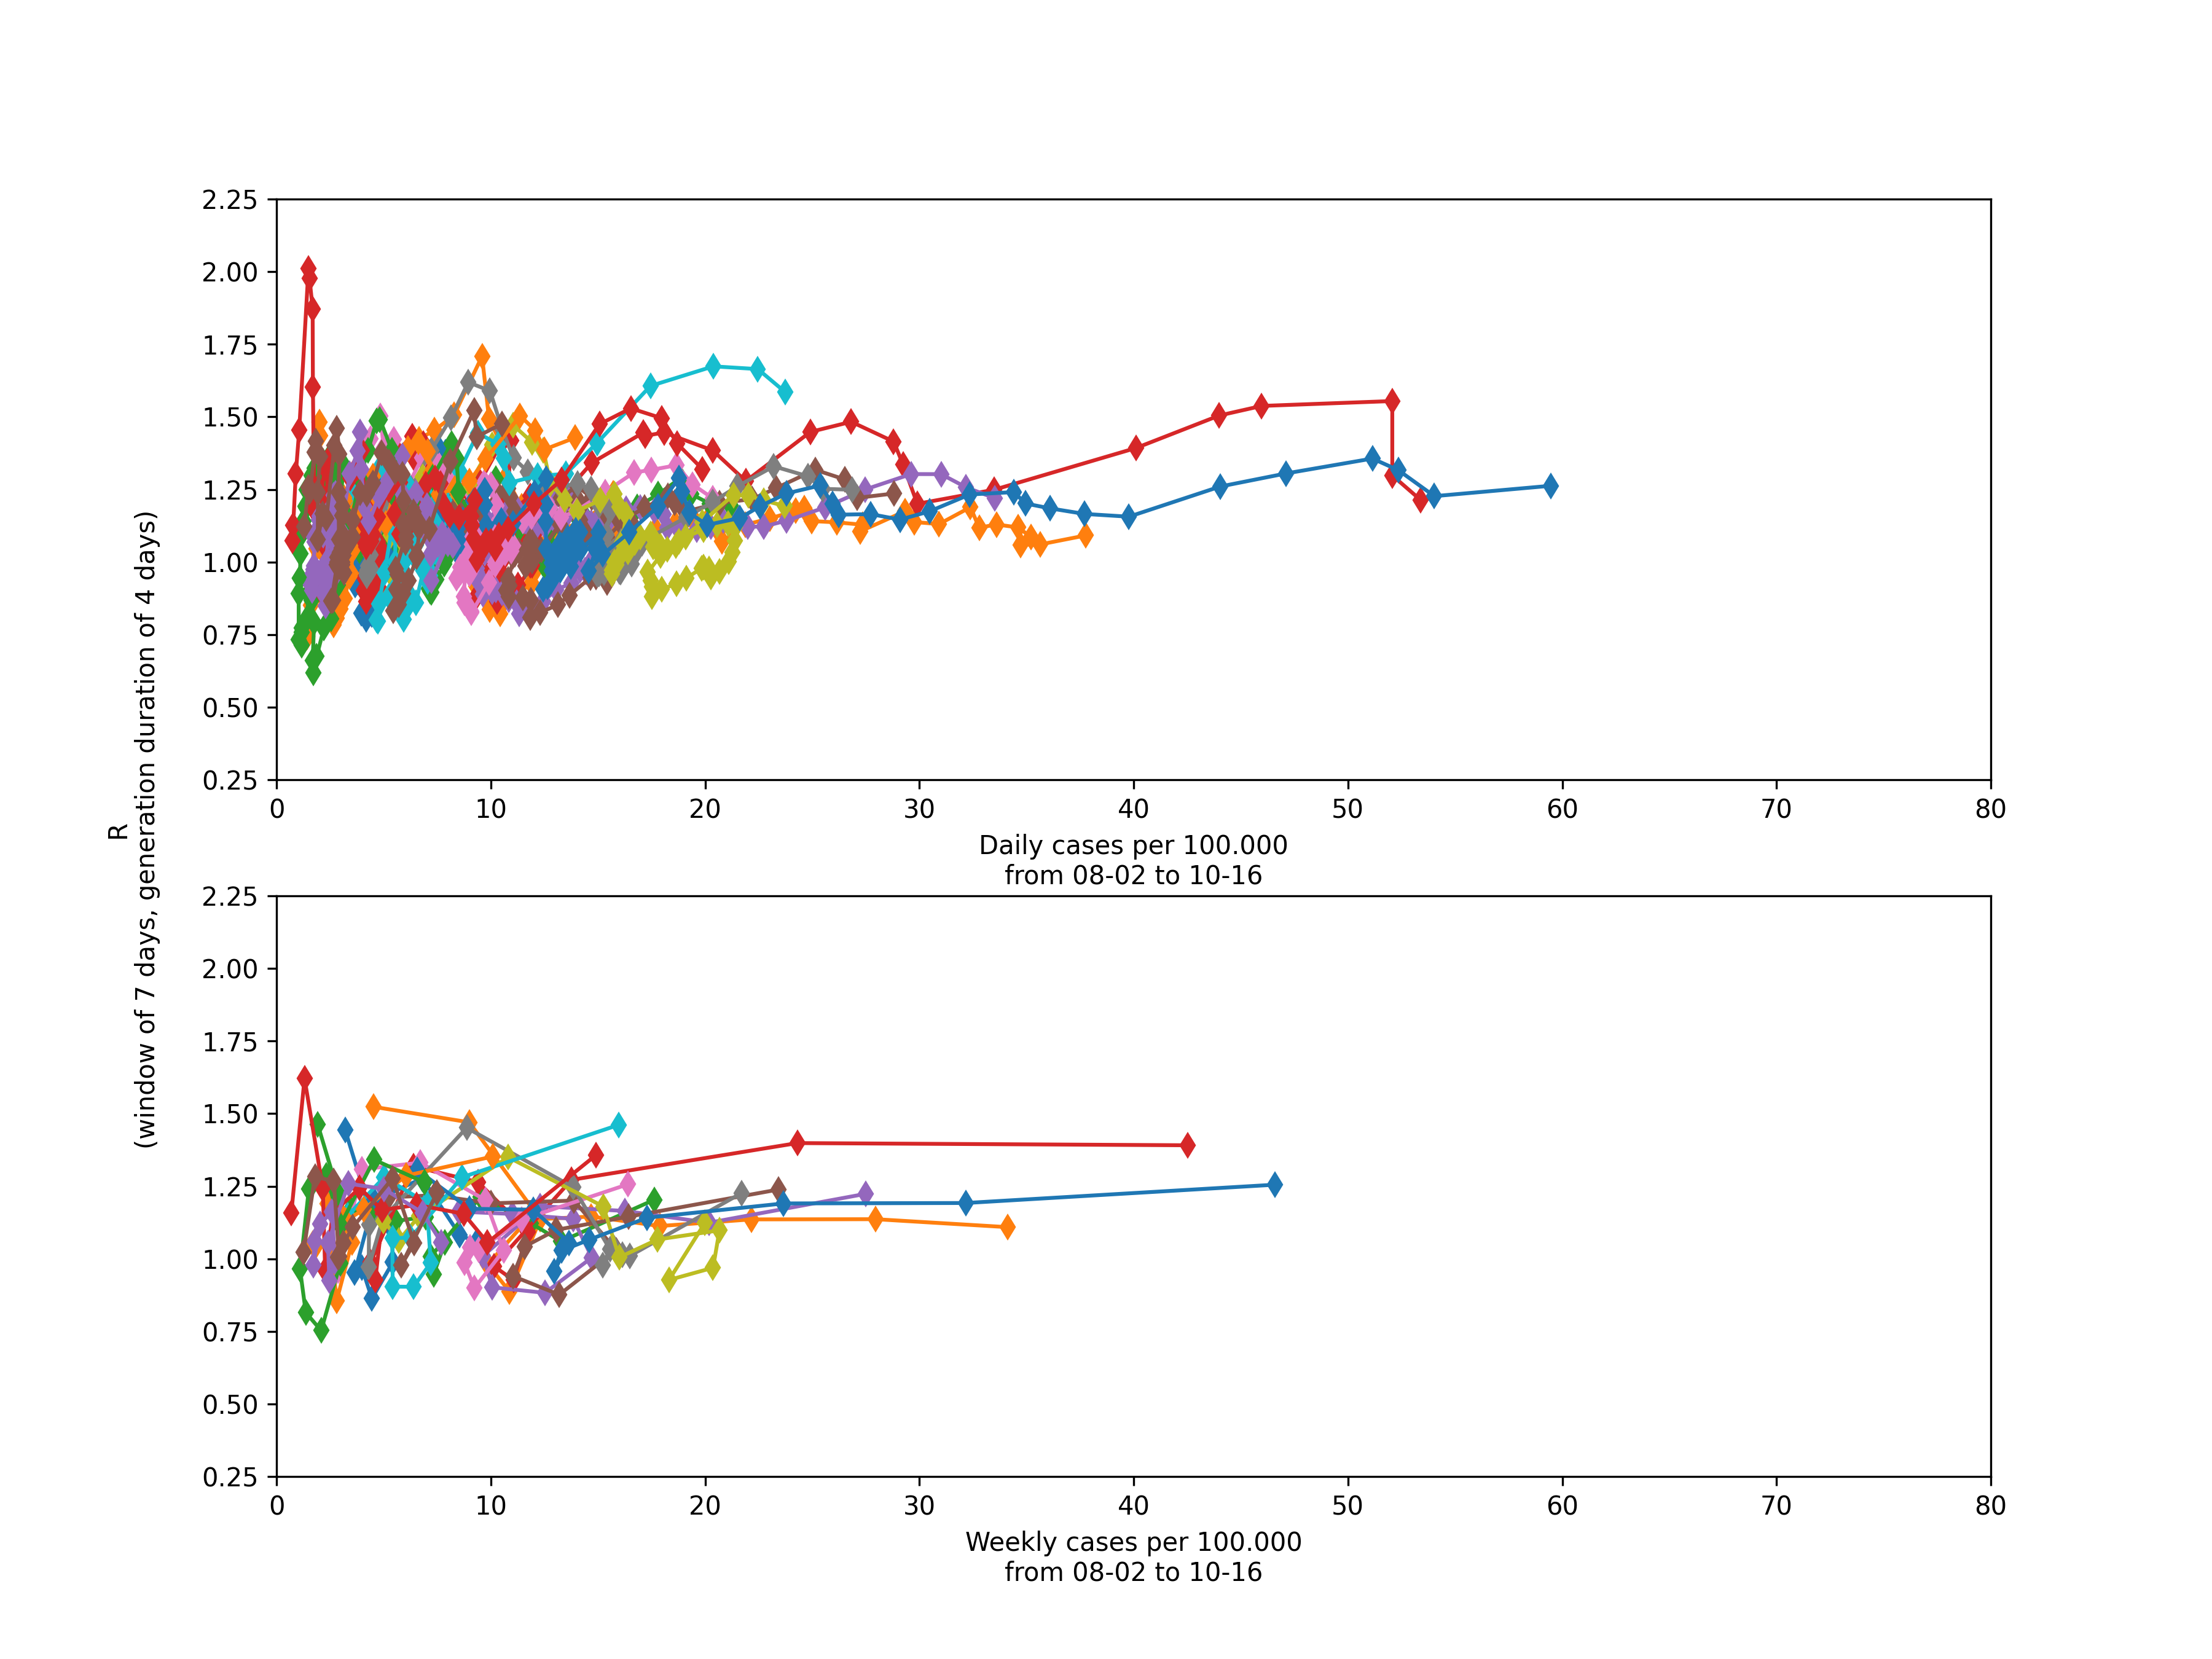 R
(window of 7 days, generation duration of 4 days)
2.25
2.00
1.75
1.50
1.25
1.00
0.75
0.50
0.25
0 10 20 30 40 50 60 70 80
Daily cases per 100.000
from 08-02 to 10-16
2.25
2.00
1.75
1.50
1.25
1.00
0.75
0.50
0.25
0 10 20 30 40 50 60 70 80
Weekly cases per 100.000
from 08-02 to 10-16